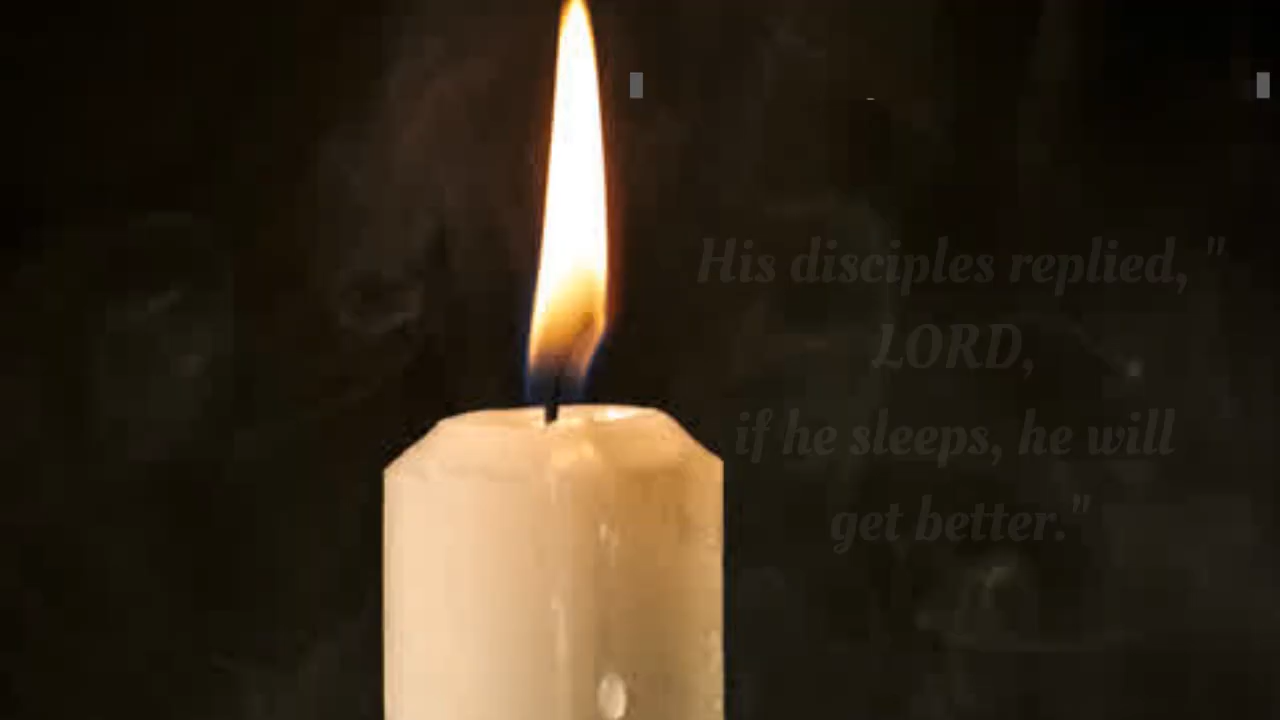 His disciples replied, "
LORD,
if he sleeps, he will
get better."